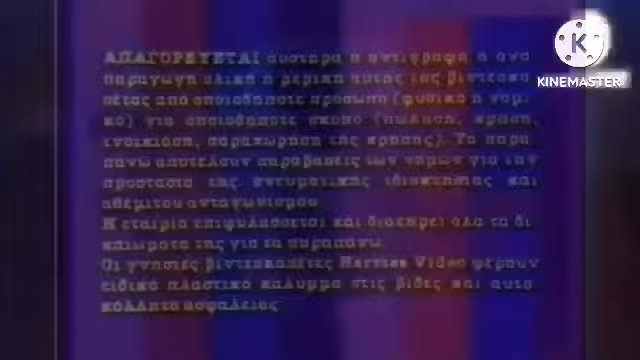 ΑΠΑΓΟΡΕΥΕΤΑΙ αυστηρά η αντιγραφή ή ανα
παραγωγή ολική ή μερική αυτής της βιντεοκα
σέτας από οποιοδήποτε πρόσωπο (φυσικό ή νομι
κό) για οποιοδήποτε σκοπό (πώληση, χρήση,
ενοικίαση, παραχώρηση της χρήσης). Τα παρα
πάνω αποτελούν παραβάσεις των νόμων για την
προστασία της πνευματικής ιδιοκτησίας και
αθέμιτου ανταγωνισμού
Η εταιρία επιφυλάσσεται και διατηρεί όλα τα δι
καιώματά της για τα παραπάνω.
Οι γνήσιες βιντεοκασέτες Video φέρουν
ειδικό πλαστικό κάλυμμα στις βίδες και αυτο
κόλλητο ασφαλείας
KINEMASTER